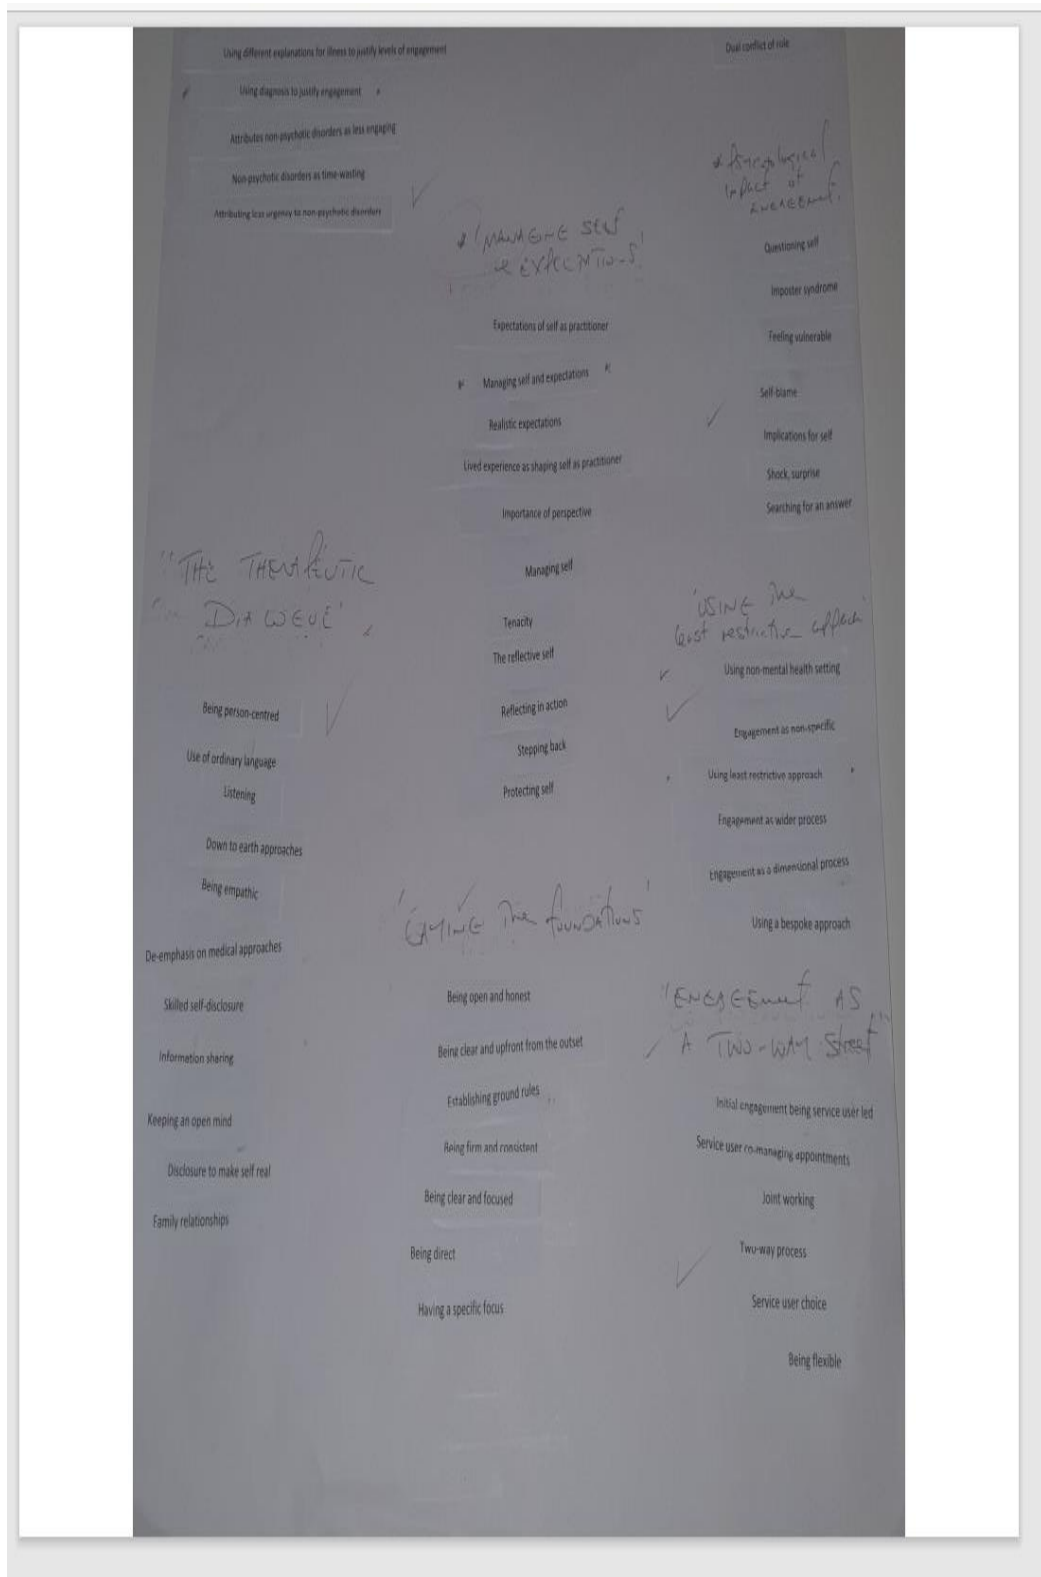 Using different explanations for illness to justify levels of engagement
Using diagnosis to justify engagement
Attributes non-psychotic disorders as less engaging
Non-psychotic disorders as time-wasting
Attributing less urgency to non-psychotic disorders
"THE THERAPEUTIC
DIALOGUE"
Being person-centred
Use of ordinary language
Listening
Down to earth approaches
Being empathic
De-emphasis on medical approaches
Skilled self-disclosure
Information sharing
Keeping an open mind
Disclosure to make self real
Family relationships
'MANAGING SELF
& EXPECTATIONS'
Expectations of self as practitioner
Managing self and expectations
Realistic expectations
Lived experience as shaping self as practitioner
Importance of perspective
Managing self
Tenacity
The reflective self
Reflecting in action
Stepping back
Protecting self
'LAYING The foundations'
Being open and honest
Being clear and upfront from the outset
Establishing ground rules
Being firm and consistent
Being clear and focused
Being direct
Having a specific focus
Dual conflict of role
impact of
ENGAGEMENT
Questioning self
Imposter syndrome
Feeling vulnerable
Self-blame
Implications for self
Shock, surprise
Searching for an answer
'USING The
least restrictive approach'
Using non-mental health setting
Engagement as non-specific
Using least restrictive approach
Engagement as wider process
Engagement as a dimensional process
Using a bespoke approach
"ENGAGEment AS
A TWO-WAY Street"
Initial engagement being service user led
Service user co-managing appointments
Joint working
Two-way process
Service user choice
Being flexible